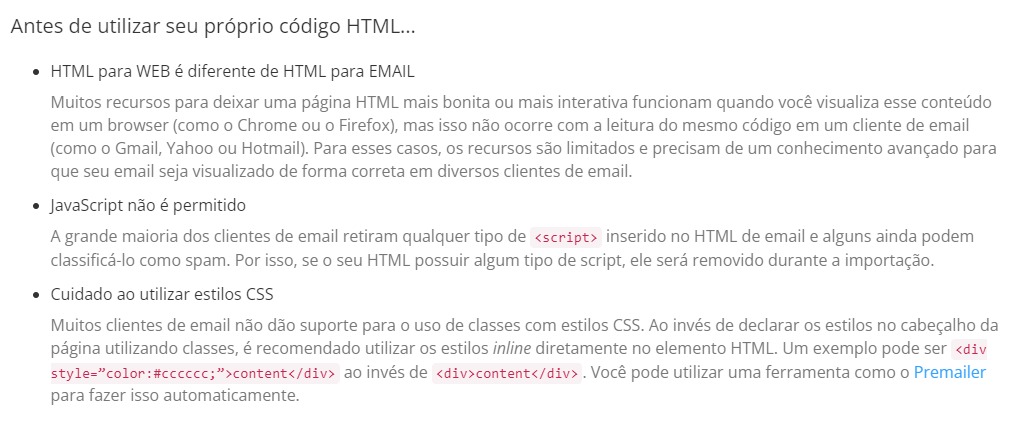 Antes de utilizar seu próprio código HTML...
• HTML para WEB é diferente de HTML para EMAIL
Muitos recursos para deixar uma página HTML mais bonita ou mais interativa funcionam quando você visualiza esse conteúdo
em um browser (como o Chrome ou o Firefox), mas isso não ocorre com a leitura do mesmo código em um cliente de email
(como o Gmail, Yahoo ou Hotmail). Para esses casos, os recursos são limitados e precisam de um conhecimento avançado para
que seu email seja visualizado de forma correta em diversos clientes de email.
• JavaScript não é permitido
A grande maioria dos clientes de email retiram qualquer tipo de <script> inserido no HTML de email e alguns ainda podem
classificá-lo como spam. Por isso, se o seu HTML possuir algum tipo de script, ele será removido durante a importação.
• Cuidado ao utilizar estilos CSS
Muitos clientes de email não dão suporte para o uso de classes com estilos CSS. Ao invés de declarar os estilos no cabeçalho da
página utilizando classes, é recomendado utilizar os estilos inline diretamente no elemento HTML. Um exemplo pode ser <div
style=”color:#cccccc;”>content</div> ao invés de <div>content</div>. Você pode utilizar uma ferramenta como o Premailer
para fazer isso automaticamente.